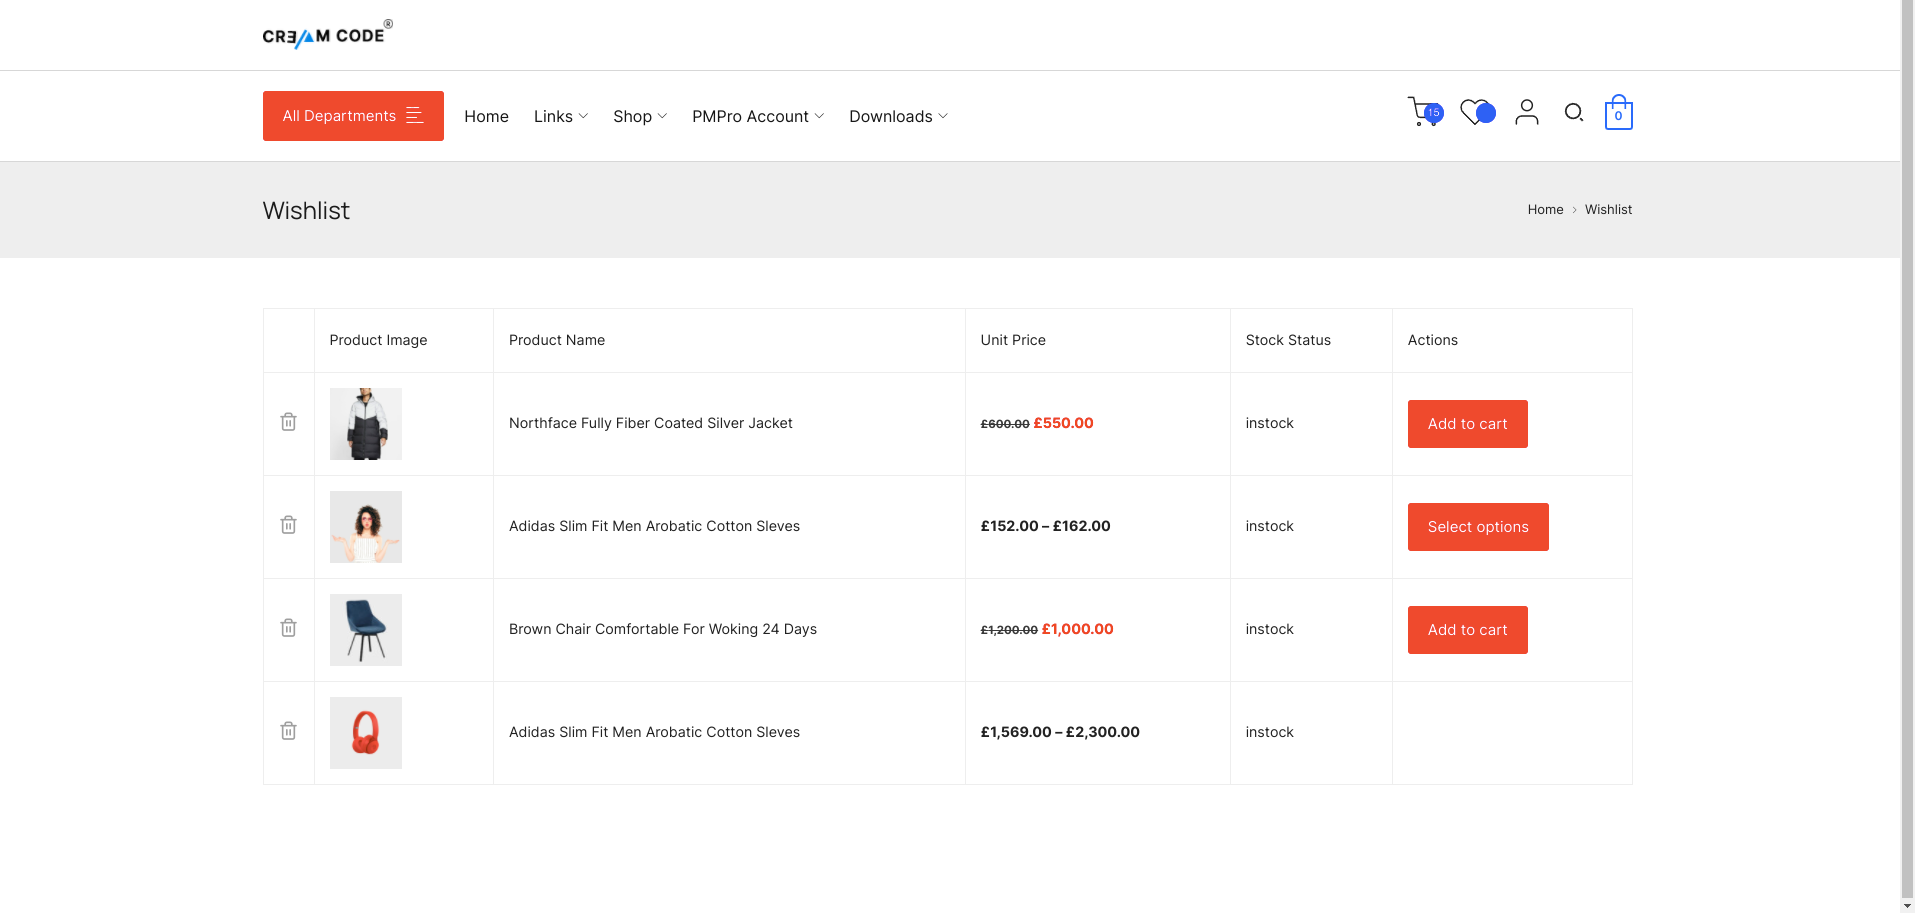 CREAM CODE®
All Departments
Home
Links
Shop
PMPro Account
Downloads
15
0
Wishlist
Home > Wishlist
Product Image
Product Name
Unit Price
Stock Status
Actions
Northface Fully Fiber Coated Silver Jacket
£600.00 £550.00
instock
Add to cart
Adidas Slim Fit Men Arobatic Cotton Sleves
£152.00 – £162.00
instock
Select options
Brown Chair Comfortable For Woking 24 Days
£1,200.00 £1,000.00
instock
Add to cart
Adidas Slim Fit Men Arobatic Cotton Sleves
£1,569.00 – £2,300.00
instock